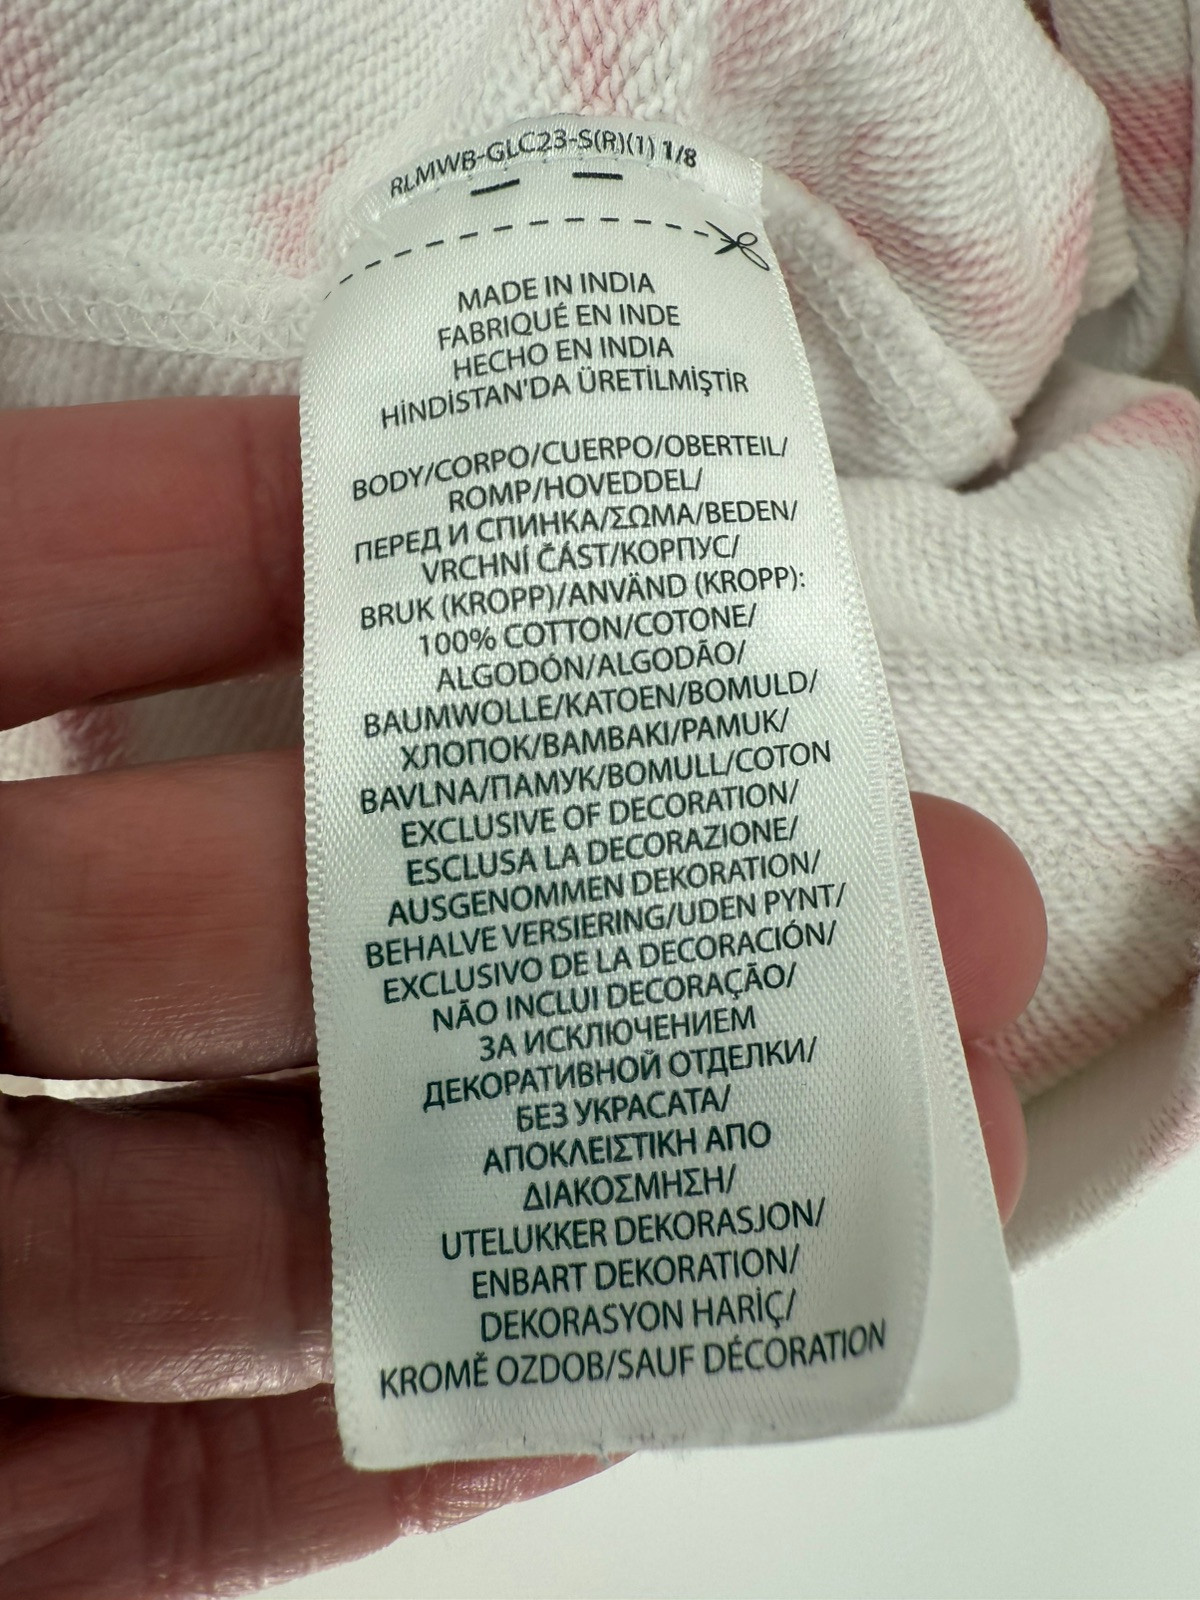 RLMWB-GLC23-S(R)(1) 1/8
MADE IN INDIA
FABRIQUÉ EN INDE
HECHO EN INDIA
HİNDİSTAN'DA ÜRETİLMİŞTİR
BODY/CORPO/CUERPO/OBERTEIL/
ROMP/HOVEDDEL/
ПЕРЕД И СПИНКА/ΣΩΜΑ/BEDEN/
VRCHNÍ ČÁST/КОРПУС/
BRUK (KROPP)/ANVÄND (KROPP):
100% COTTON/COTONE/
ALGODÓN/ALGODÃO/
BAUMWOLLE/KATOEN/BOMULD/
ХЛОПОК/ΒΑΜΒΑΚΙ/PAMUK/
BAVLNA/ПАМУК/BOMULL/COTON
EXCLUSIVE OF DECORATION/
ESCLUSA LA DECORAZIONE/
AUSGENOMMEN DEKORATION/
BEHALVE VERSIERING/UDEN PYNT/
EXCLUSIVO DE LA DECORACIÓN/
NÃO INCLUI DECORAÇÃO/
ЗА ИСКЛЮЧЕНИЕМ
ДЕКОРАТИВНОЙ ОТДЕЛКИ/
БЕЗ УКРАСАТА/
ΑΠΟΚΛΕΙΣΤΙΚΗ ΑΠΟ
ΔΙΑΚΟΣΜΗΣΗ/
UTELUKKER DEKORASJON/
ENBART DEKORATION/
DEKORASYON HARİÇ/
KROMĚ OZDOB/SAUF DÉCORATION